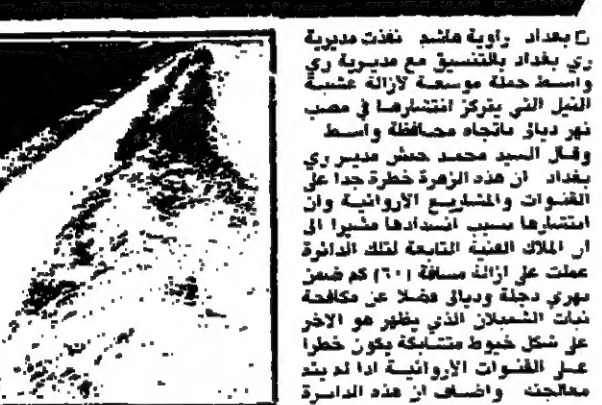 □ بغداد راوية هاشم نفذت مديرية
ري بغداد بالتنسيق مع مديرية ري
واسط حملة موسعة لازالة عشبة
النيل التي يتركز انتشارها في مصب
نهر ديالى باتجاه محافظة واسط
وقال السيد محمد حسن مدير ري
بغداد ان هذه الزهرة خطرة جدا على
القنوات والمشاريع الاروائية وان
انتشارها يسبب انسدادها مشيرا الى
ان الملاك الفنية التابعة لتلك الدائرة
عملت على ازالة مسافة (٦٠) كم ضمن
نهري دجلة وديالى فضلا عن مكافحة
نبات الشمبلان الذي يظهر هو الاخر
على شكل خيوط متشابكة يكون خطرا
على القنوات الاروائية اذا لم يتم
معالجته واضاف ان هذه الدائرة